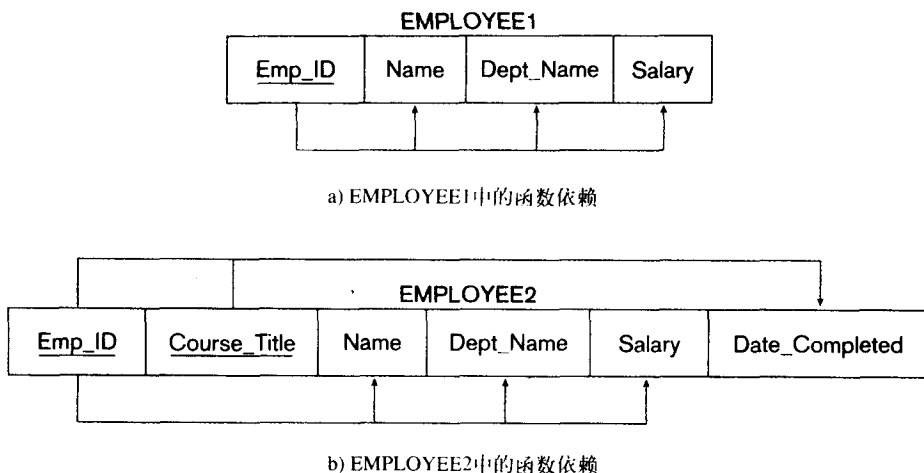 EMPLOYEE1
Emp_ID Name Dept_Name Salary
a) EMPLOYEE1中的函数依赖
EMPLOYEE2
Emp_ID Course_Title Name Dept_Name Salary Date_Completed
b) EMPLOYEE2中的函数依赖